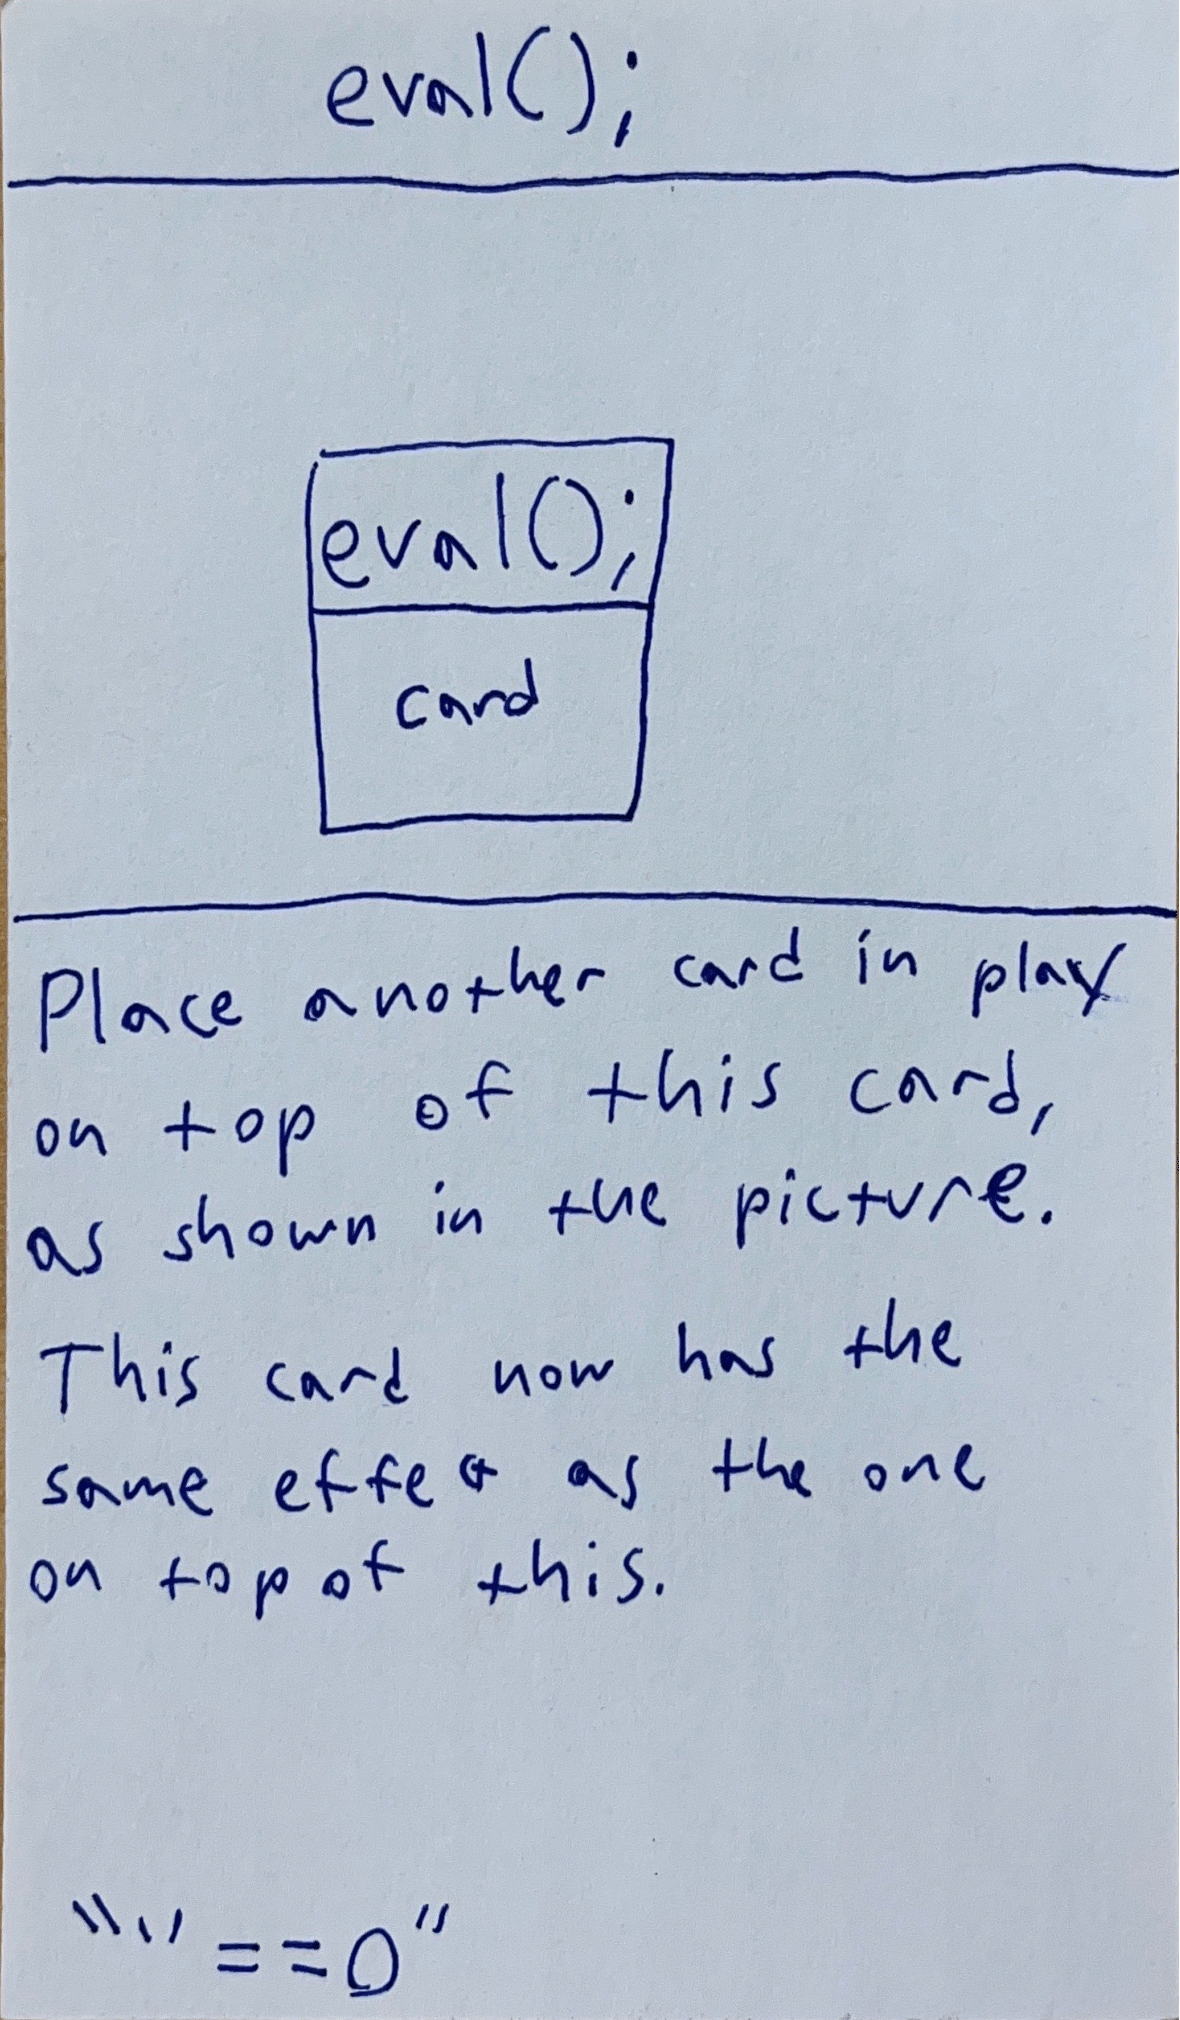 eval();
eval();
card
Place another card in play
on top of this card,
as shown in the picture.
This card now has the
same effect as the one
on top of this.
"''==0"